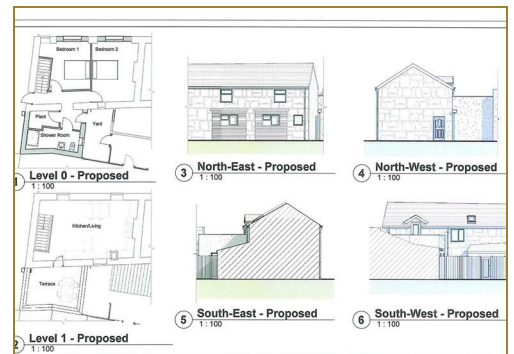 Bedroom 1 Bedroom 2
Plant
Yard
Shower Room
1 Level 0 - Proposed
1 : 100
3 North-East - Proposed
1 : 100
4 North-West - Proposed
1 : 100
Kitchen/Living
Terrace
2 Level 1 - Proposed
1 : 100
5 South-East - Proposed
1 : 100
6 South-West - Proposed
1 : 100